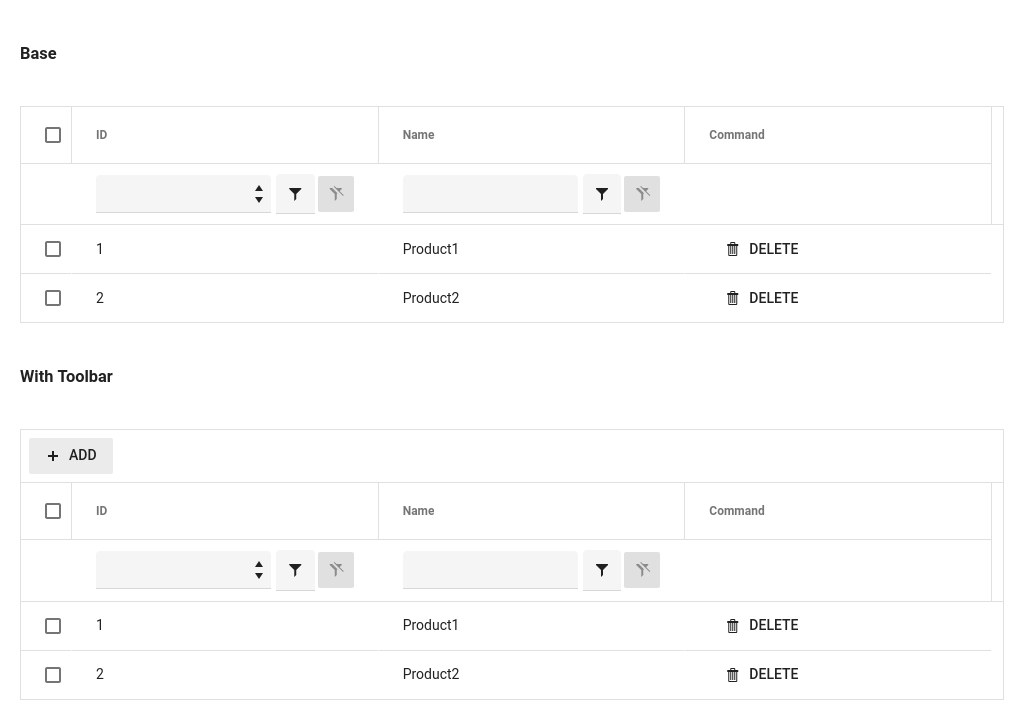 Base
ID Name Command
1 Product1 DELETE
2 Product2 DELETE
With Toolbar
ADD
ID Name Command
1 Product1 DELETE
2 Product2 DELETE